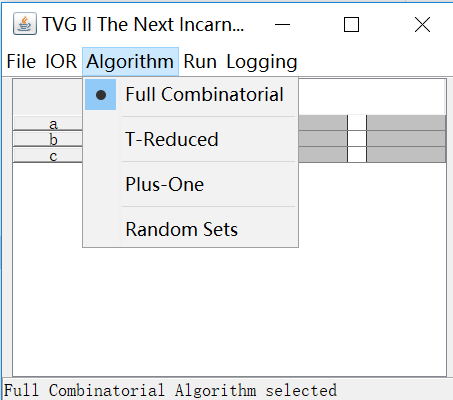 TVG II The Next Incarn...
File IOR Algorithm Run Logging
Full Combinatorial
a
T-Reduced
b
c
Plus-One
Random Sets
Full Combinatorial Algorithm selected